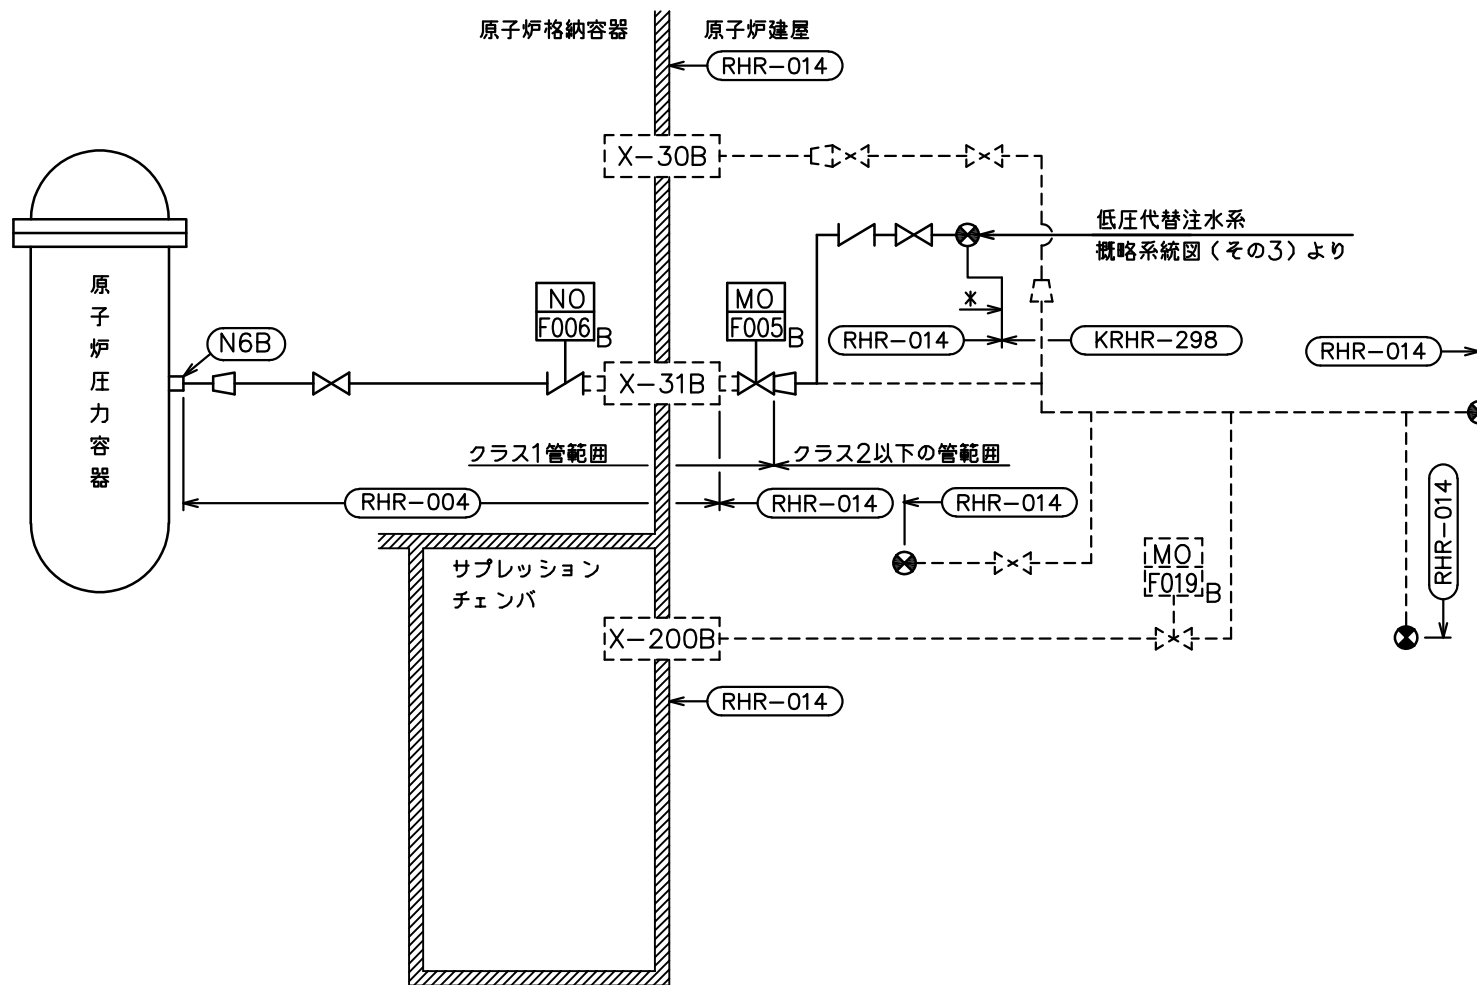 原子炉格納容器
原子炉建屋
RHR-014
X-30B
低圧代替注水系
概略系統図(その3)より
原子炉圧力容器
NO
F006
B
MO
F005
B
*
N6B
RHR-014
KRHR-298
RHR-014
X-31B
クラス1管範囲
クラス2以下の管範囲
RHR-004
RHR-014
RHR-014
RHR-014
サプレッション
チェンバ
MO
F019
B
X-200B
RHR-014